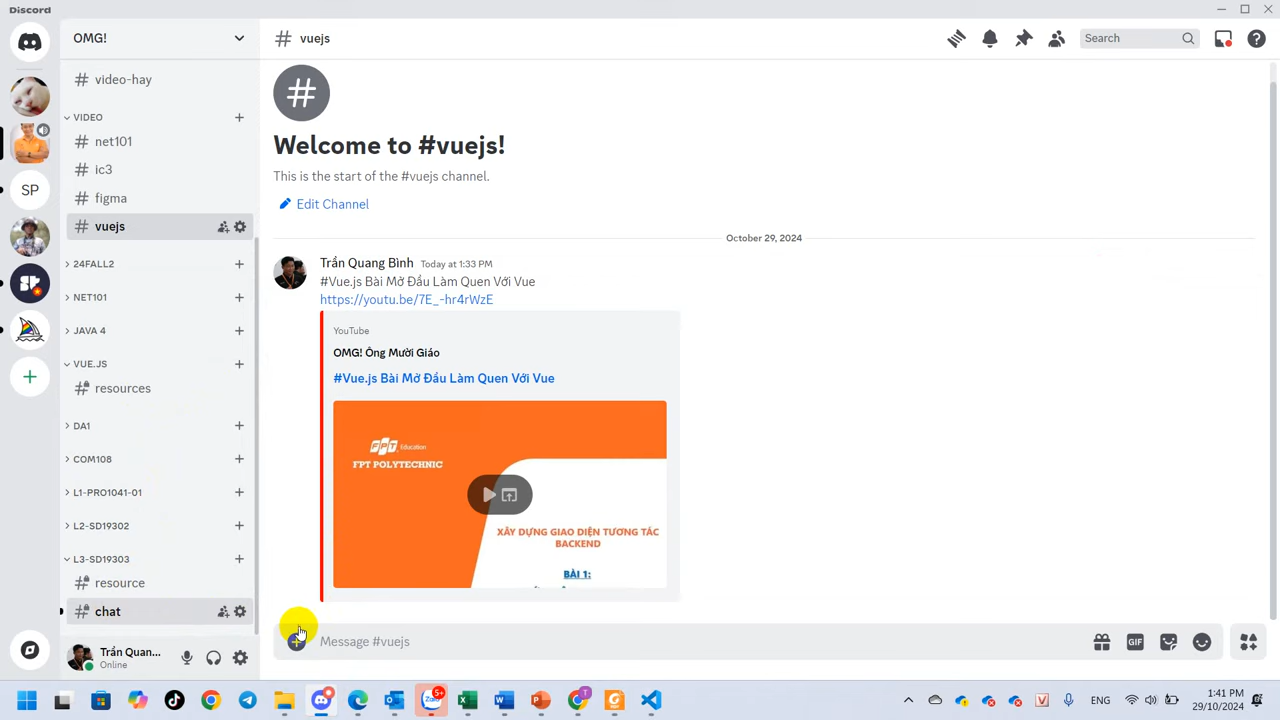 Discord
OMG!
# vuejs
Search
video-hay
VIDEO
net101
ic3
figma
vuejs
24FALL2
NET101
JAVA 4
VUE.JS
resources
DA1
COM108
L1-PRO1041-01
L2-SD19302
L3-SD19303
resource
chat
SP
Trần Quan...
Online
Welcome to #vuejs!
This is the start of the #vuejs channel.
Edit Channel
October 29, 2024
Trần Quang Bình Today at 1:33 PM
#Vue.js Bài Mở Đầu Làm Quen Với Vue
https://youtu.be/7E_-hr4rWzE
YouTube
OMG! Ông Mười Giáo
#Vue.js Bài Mở Đầu Làm Quen Với Vue
FPT Education
FPT POLYTECHNIC
XÂY DỰNG GIAO DIỆN TƯƠNG TÁC
BACKEND
BÀI 1:
Message #vuejs
GIF
Zalo
5+
T
ENG
1:41 PM
29/10/2024